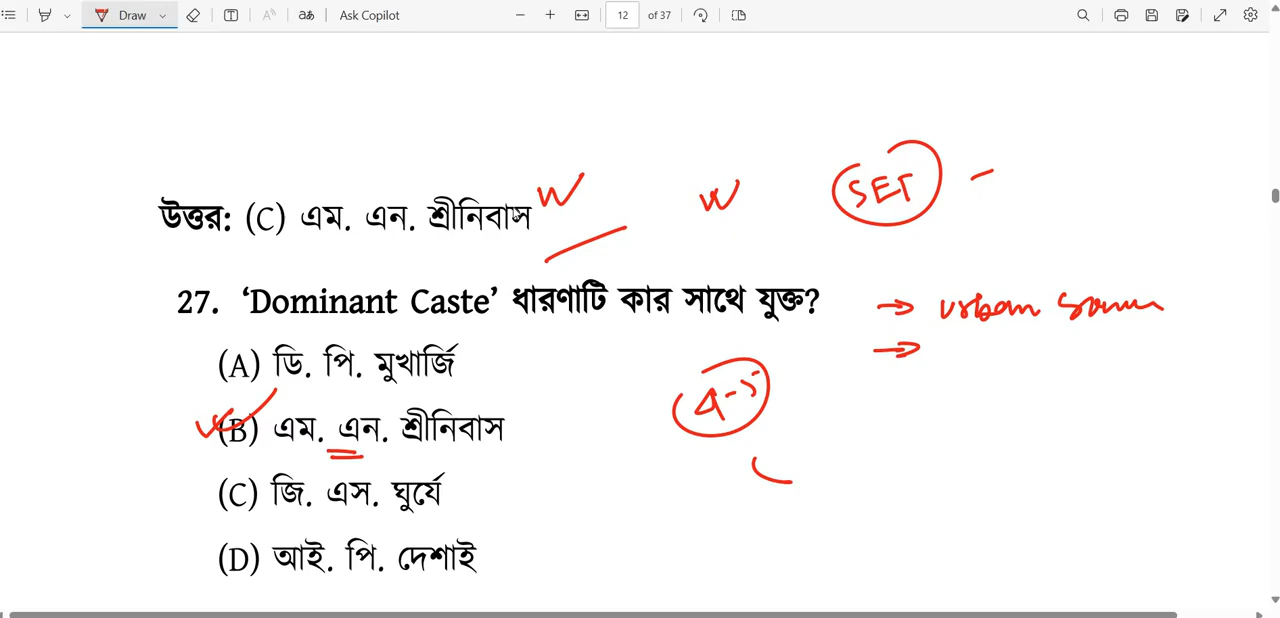 Draw Ask Copilot 12 of 37
উত্তর: (C) এম. এন. শ্রীনিবাস
SET
27. ‘Dominant Caste’ ধারণাটি কার সাথে যুক্ত?
→ urban
→
(A) ডি. পি. মুখার্জি
(B) এম. এন. শ্রীনিবাস
(C) জি. এস. ঘুর্যে
(D) আই. পি. দেশাই